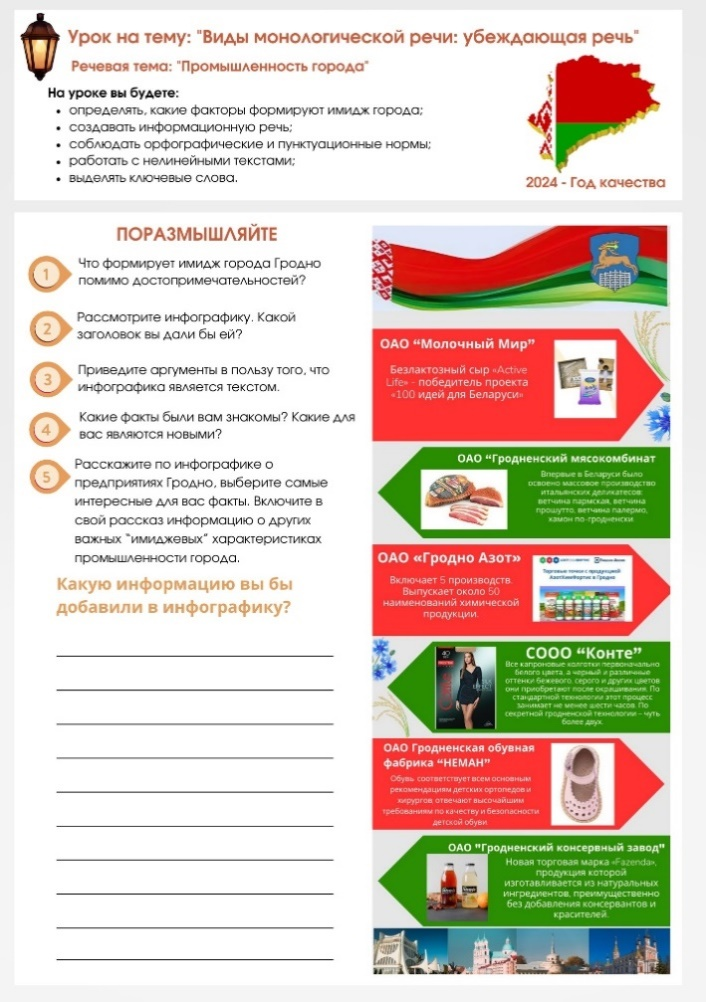 Урок на тему: "Виды монологической речи: убеждающая речь"
Речевая тема: "Промышленность города"
На уроке вы будете:
• определять, какие факторы формируют имидж города;
• создавать информационную речь;
• соблюдать орфографические и пунктуационные нормы;
• работать с нелинейными текстами;
• выделять ключевые слова.
2024 - Год качества
ПОРАЗМЫШЛЯЙТЕ
1
Что формирует имидж города Гродно
помимо достопримечательностей?
2
Рассмотрите инфографику. Какой
заголовок вы дали бы ей?
3
Приведите аргументы в пользу того, что
инфографика является текстом.
4
Какие факты были вам знакомы? Какие для
вас являются новыми?
5
Расскажите по инфографике о
предприятиях Гродно, выберите самые
интересные для вас факты. Включите в
свой рассказ информацию о других
важных "имиджевых" характеристиках
промышленности города.
Какую информацию вы бы
добавили в инфографику?
ОАО “Молочный Мир”
Безлактозный сыр «Active
Life» - победитель проекта
«100 идей для Беларуси»
ОАО “Гродненский мясокомбинат
Впервые в Беларуси было
освоено массовое производство
итальянских деликатесов:
ветчина пармская, ветчина
прошутто, ветчина палермо,
хамон по-гродненски
ОАО «Гродно Азот»
Включает 5 производств.
Выпускает около 50
наименований химической
продукции.
Торговые точки с продукцией
в Гродно
СООО “Конте”
Все капроновые колготки первоначально
белого цвета, а черный и различные
оттенки бежевого, серого и других цветов
они приобретают после окрашивания. По
стандартной технологии этот процесс
занимает не менее шести часов. По
секретной гродненской технологии – чуть
более двух.
40
ОАО Гродненская обувная
фабрика “НЕМАН”
Обувь соответствует всем основным
рекомендациям детских ортопедов и
хирургов, отвечают высочайшим
требованиям по качеству и безопасности
детской обуви.
ОАО "Гродненский консервный завод”
Новая торговая марка «Fazenda»,
продукция которой
изготавливается из натуральных
ингредиентов, преимущественно
без добавления консервантов и
красителей.